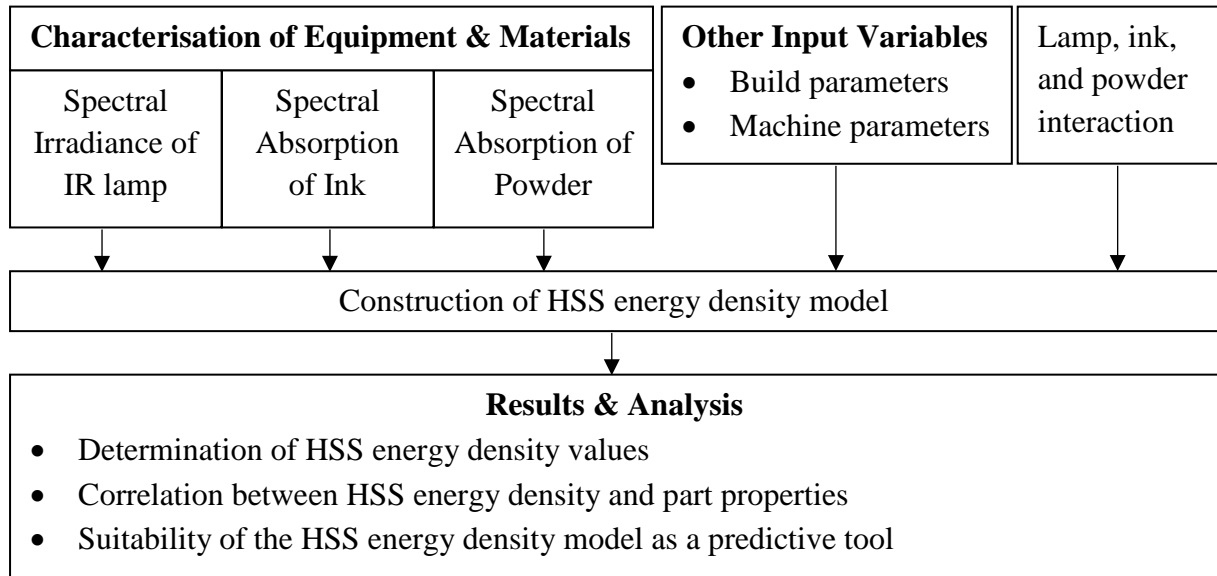 Characterisation of Equipment & Materials
Spectral
Irradiance of
IR lamp
Spectral
Absorption
of Ink
Spectral
Absorption of
Powder
Other Input Variables
• Build parameters
• Machine parameters
Lamp, ink,
and powder
interaction
Construction of HSS energy density model
Results & Analysis
• Determination of HSS energy density values
• Correlation between HSS energy density and part properties
• Suitability of the HSS energy density model as a predictive tool